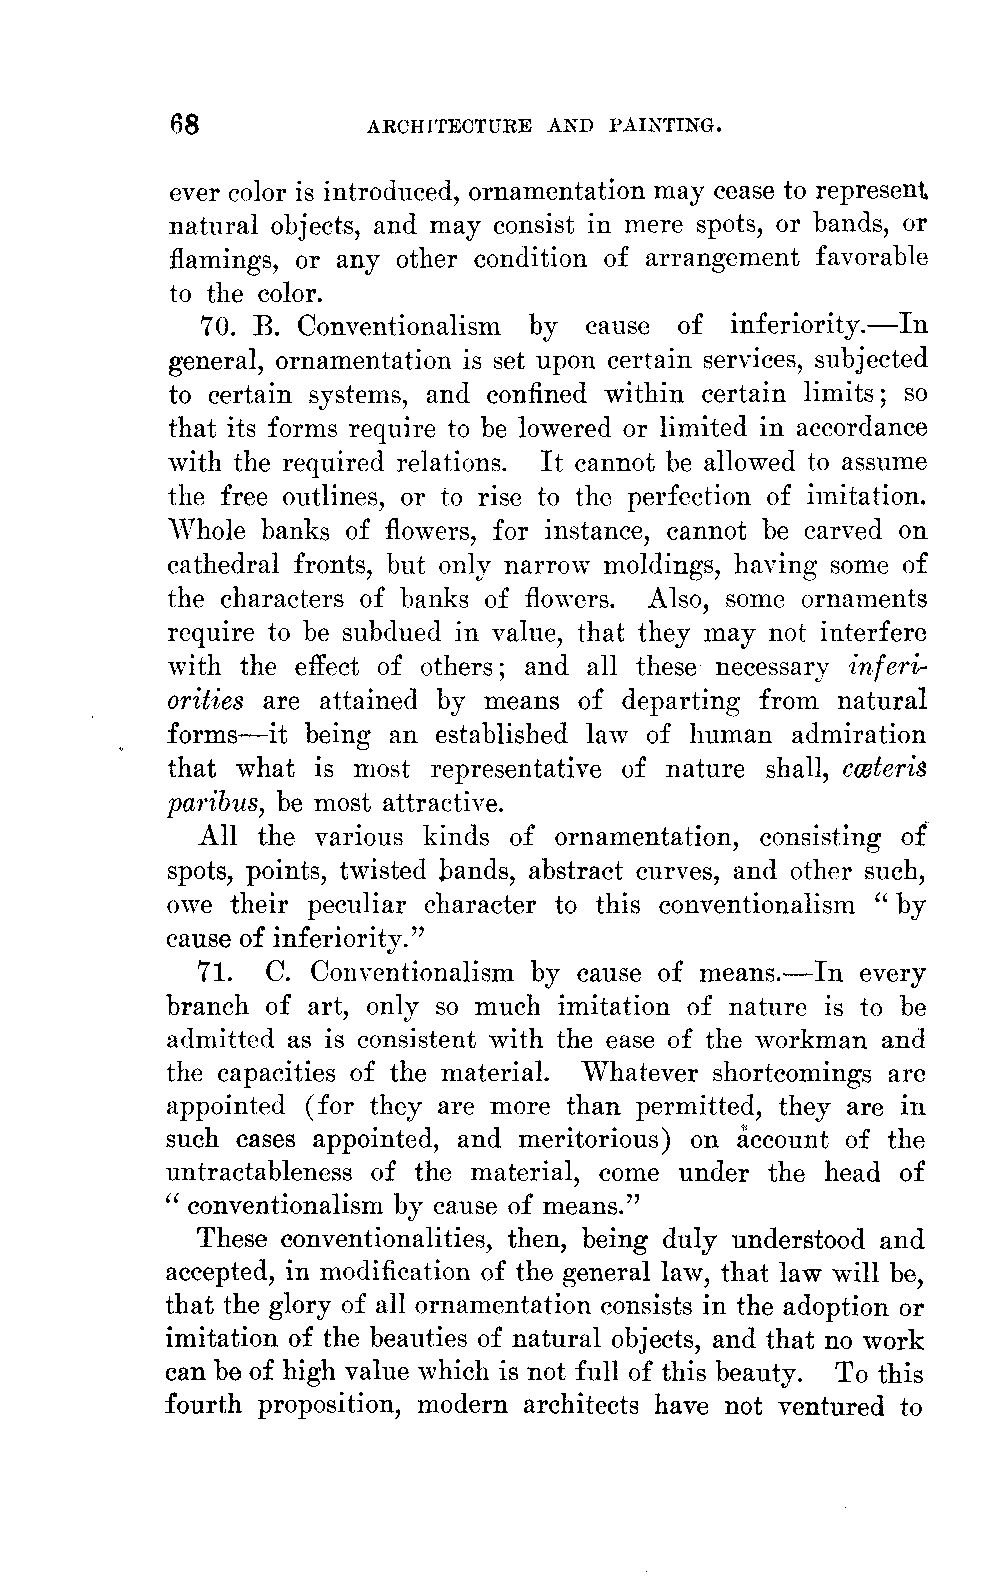 68 ARCHITECTURE AND PAINTING.
ever color is introduced, ornamentation may cease to represent
natural objects, and may consist in mere spots, or bands, or
flamings, or any other condition of arrangement favorable
to the color.
70. B. Conventionalism by cause of inferiority.—In
general, ornamentation is set upon certain services, subjected
to certain systems, and confined within certain limits; so
that its forms require to be lowered or limited in accordance
with the required relations. It cannot be allowed to assume
the free outlines, or to rise to the perfection of imitation.
Whole banks of flowers, for instance, cannot be carved on
cathedral fronts, but only narrow moldings, having some of
the characters of banks of flowers. Also, some ornaments
require to be subdued in value, that they may not interfere
with the effect of others; and all these necessary inferi-
orities are attained by means of departing from natural
forms—it being an established law of human admiration
that what is most representative of nature shall, cœteris
paribus, be most attractive.
All the various kinds of ornamentation, consisting of
spots, points, twisted bands, abstract curves, and other such,
owe their peculiar character to this conventionalism “ by
cause of inferiority.”
71. C. Conventionalism by cause of means.—In every
branch of art, only so much imitation of nature is to be
admitted as is consistent with the ease of the workman and
the capacities of the material. Whatever shortcomings are
appointed (for they are more than permitted, they are in
such cases appointed, and meritorious) on account of the
untractableness of the material, come under the head of
“ conventionalism by cause of means.”
These conventionalities, then, being duly understood and
accepted, in modification of the general law, that law will be,
that the glory of all ornamentation consists in the adoption or
imitation of the beauties of natural objects, and that no work
can be of high value which is not full of this beauty. To this
fourth proposition, modern architects have not ventured to